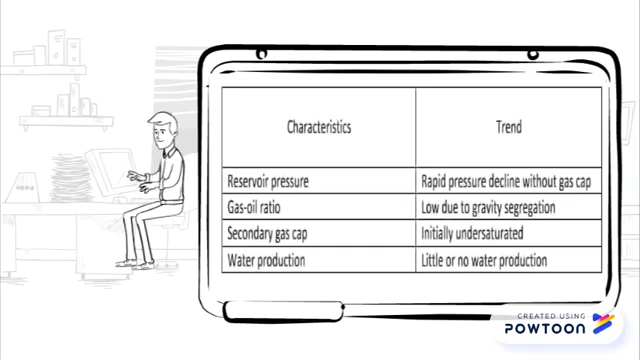 Characteristics Trend
Reservoir pressure Rapid pressure decline without gas cap
Gas-oil ratio Low due to gravity segregation
Secondary gas cap Initially undersaturated
Water production Little or no water production
CREATED USING
POWTOON